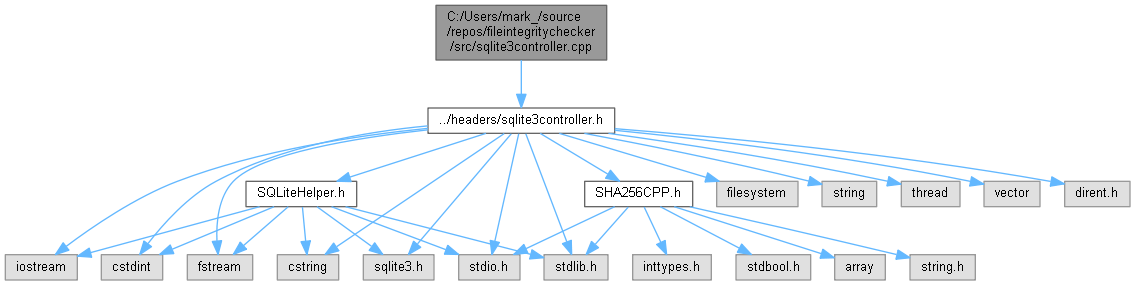 C:/Users/mark_/source
/repos/fileintegritychecker
/src/sqlite3controller.cpp
../headers/sqlite3controller.h
SQLiteHelper.h
SHA256CPP.h
filesystem
string
thread
vector
dirent.h
iostream
cstdint
fstream
cstring
sqlite3.h
stdio.h
stdlib.h
inttypes.h
stdbool.h
array
string.h